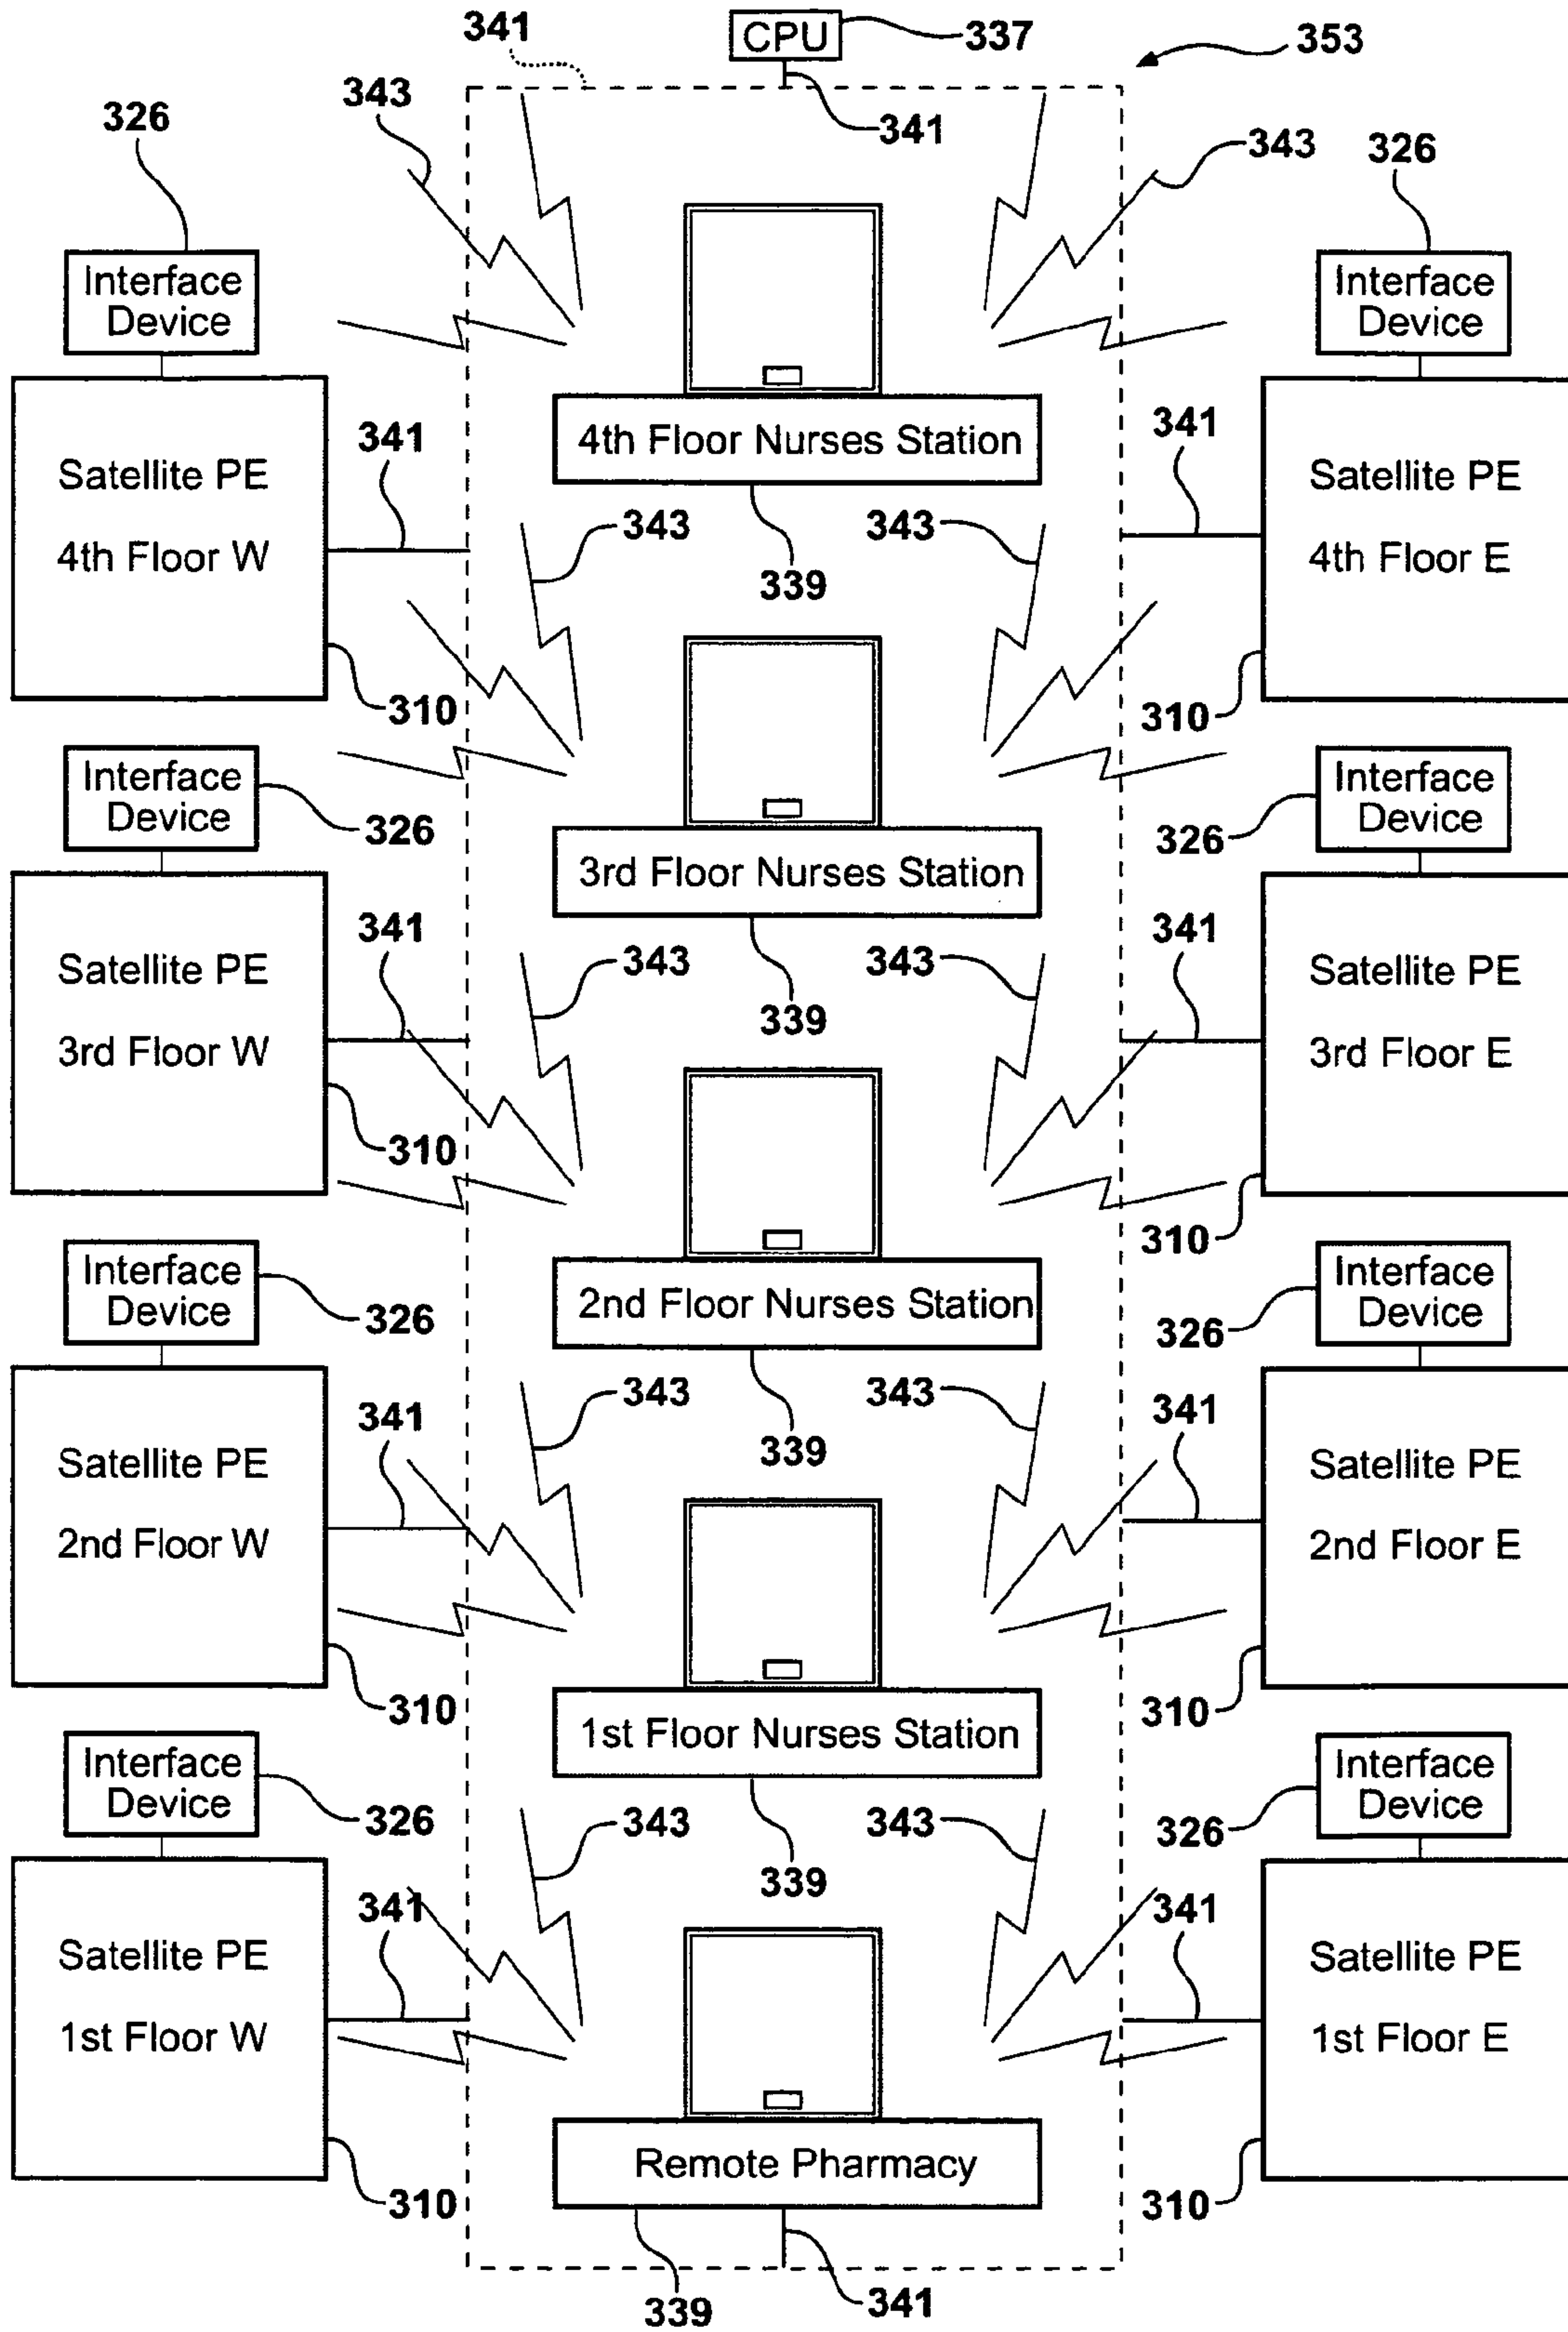 341
CPU
337
353
343
341
326
343
326
Interface
Device
Interface
Device
4th Floor Nurses Station
341
341
Satellite PE
4th Floor W
Satellite PE
4th Floor E
343
343
339
310
310
Interface
Device
326
Interface
Device
326
3rd Floor Nurses Station
341
341
Satellite PE
3rd Floor W
Satellite PE
3rd Floor E
343
343
339
310
310
Interface
Device
326
Interface
Device
326
2nd Floor Nurses Station
341
341
343
343
339
Satellite PE
2nd Floor W
Satellite PE
2nd Floor E
310
310
1st Floor Nurses Station
Interface
Device
326
Interface
Device
326
343
343
339
341
341
Satellite PE
1st Floor W
Satellite PE
1st Floor E
Remote Pharmacy
310
310
339
341